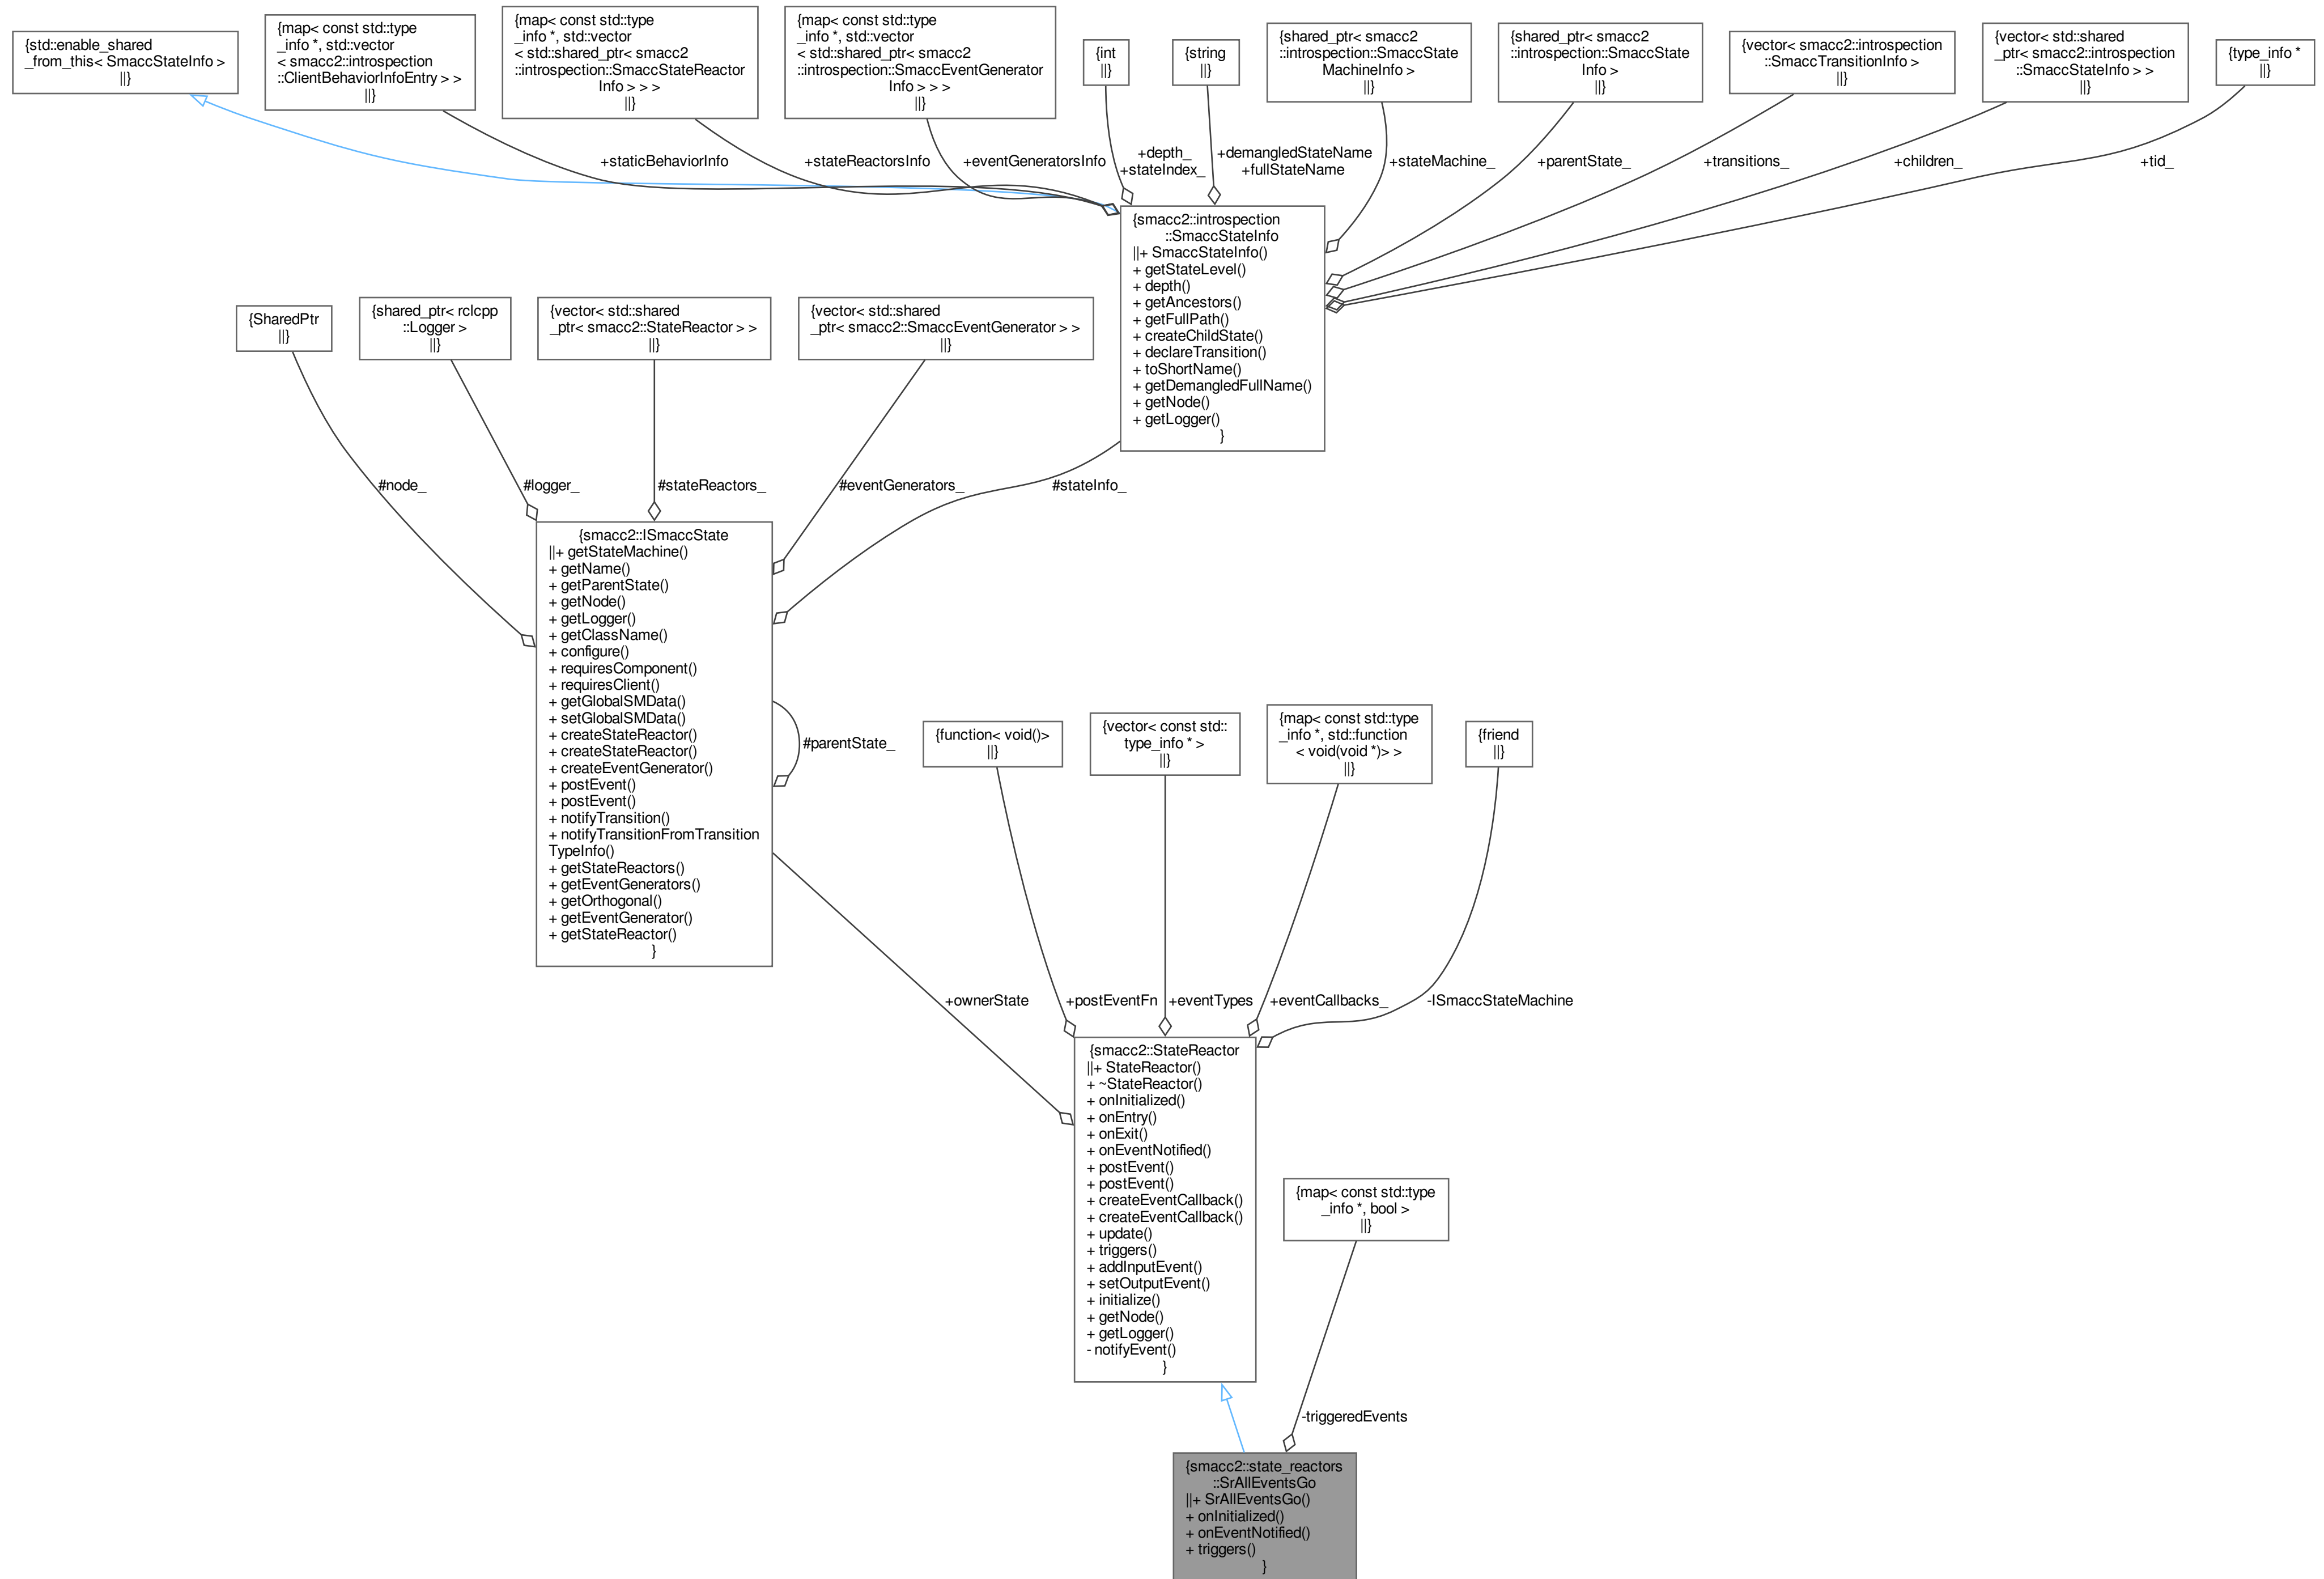 {std::enable_shared
_from_this< SmaccStateInfo >
||}
{map< const std::type
_info *, std::vector
< smacc2::introspection
::ClientBehaviorInfoEntry > >
||}
{map< const std::type
_info *, std::vector
< std::shared_ptr< smacc2
::introspection::SmaccStateReactor
Info > > >
||}
{map< const std::type
_info *, std::vector
< std::shared_ptr< smacc2
::introspection::SmaccEventGenerator
Info > > >
||}
{int
||}
{string
||}
{shared_ptr< smacc2
::introspection::SmaccState
MachineInfo >
||}
{shared_ptr< smacc2
::introspection::SmaccState
Info >
||}
{vector< smacc2::introspection
::SmaccTransitionInfo >
||}
{vector< std::shared
_ptr< smacc2::introspection
::SmaccStateInfo > >
||}
{type_info *
||}
+staticBehaviorInfo
+stateReactorsInfo
+eventGeneratorsInfo
+depth_
+stateIndex_
+demangledStateName
+fullStateName
+stateMachine_
+parentState_
+transitions_
+children_
+tid_
{smacc2::introspection
::SmaccStateInfo
||+ SmaccStateInfo()
+ getStateLevel()
+ depth()
+ getAncestors()
+ getFullPath()
+ createChildState()
+ declareTransition()
+ toShortName()
+ getDemangledFullName()
+ getNode()
+ getLogger()
}
{SharedPtr
||}
{shared_ptr< rclcpp
::Logger >
||}
{vector< std::shared
_ptr< smacc2::StateReactor > >
||}
{vector< std::shared
_ptr< smacc2::SmaccEventGenerator > >
||}
#node_
#logger_
#stateReactors_
#eventGenerators_
#stateInfo_
{smacc2::ISmaccState
||+ getStateMachine()
+ getName()
+ getParentState()
+ getNode()
+ getLogger()
+ getClassName()
+ configure()
+ requiresComponent()
+ requiresClient()
+ getGlobalSMData()
+ setGlobalSMData()
+ createStateReactor()
+ createStateReactor()
+ createEventGenerator()
+ postEvent()
+ postEvent()
+ notifyTransition()
+ notifyTransitionFromTransition
TypeInfo()
+ getStateReactors()
+ getEventGenerators()
+ getOrthogonal()
+ getEventGenerator()
+ getStateReactor()
}
#parentState_
{function< void()>
||}
{vector< const std::
type_info * >
||}
{map< const std::type
_info *, std::function
< void(void *)> >
||}
{friend
||}
+ownerState
+postEventFn
+eventTypes
+eventCallbacks_
-ISmaccStateMachine
{smacc2::StateReactor
||+ StateReactor()
+ ~StateReactor()
+ onInitialized()
+ onEntry()
+ onExit()
+ onEventNotified()
+ postEvent()
+ postEvent()
+ createEventCallback()
+ createEventCallback()
+ update()
+ triggers()
+ addInputEvent()
+ setOutputEvent()
+ initialize()
+ getNode()
+ getLogger()
- notifyEvent()
}
{map< const std::type
_info *, bool >
||}
-triggeredEvents
{smacc2::state_reactors
::SrAllEventsGo
||+ SrAllEventsGo()
+ onInitialized()
+ onEventNotified()
+ triggers()
}